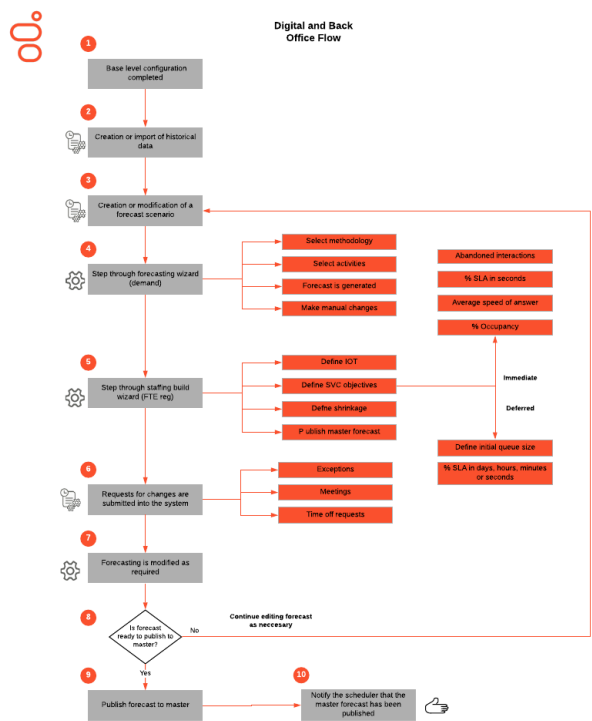 Digital and Back
Office Flow
1
Base level configuration
completed
2
Creation or import of historical
data
3
Creation or modification of a
forecast scenario
4
Step through forecasting wizard
(demand)
Select methodology
Select activities
Forecast is generated
Make manual changes
Abandoned interactions
% SLA in seconds
Average speed of answer
% Occupancy
5
Step through staffing build
wizard (FTE reg)
Define IOT
Define SVC objectives
Defne shrinkage
P ublish master forecast
Immediate
Deferred
Define initial queue size
% SLA in days, hours, minutes
or seconds
6
Requests for changes are
submitted into the system
Exceptions
Meetings
Time off requests
7
Forecasting is modified as
required
8
Is forecast
ready to publish to
master?
No
Continue editing forecast
as neccesary
Yes
9
Publish forecast to master
10
Notify the scheduler that the
master forecast has been
published